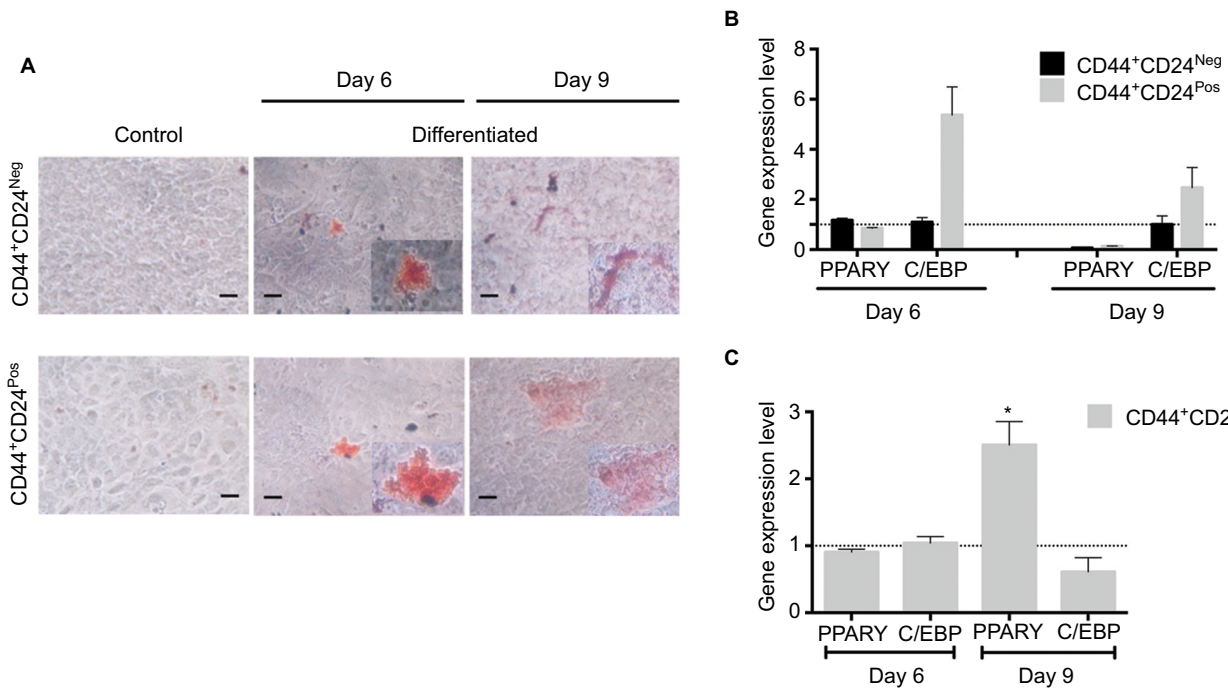 A
Day 6
Day 9
Control
Differentiated
CD44+CD24Neg
CD44+CD24Pos
B
Gene expression level
8
6
4
2
0
CD44+CD24Neg
CD44+CD24Pos
PPARY C/EBP PPARY C/EBP
Day 6 Day 9
C
Gene expression level
3
2
1
0
*
CD44+CD2
PPARY C/EBP PPARY C/EBP
Day 6 Day 9